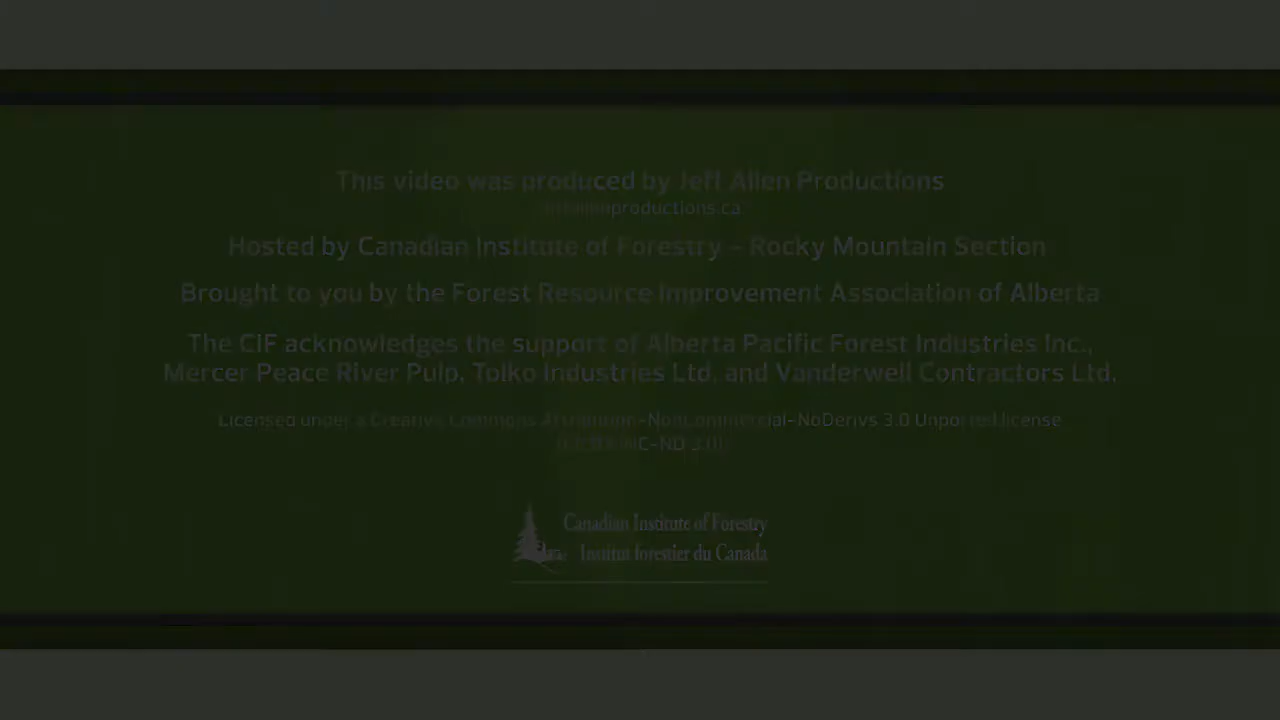 This video was produced by Jeff Allen Productions
Hosted by Canadian Institute of Forestry - Rocky Mountain Section
Brought to you by the Forest Resource Improvement Association of Alberta
The CIF acknowledges the support of Alberta Pacific Forest Industries Inc.,
Mercer Peace River Pulp, Tolko Industries Ltd. and Vanderwell Contractors Ltd.
Licensed under a Creative Commons Attribution-NonCommercial-NoDerivs 3.0 Unported license
Canadian Institute of Forestry
Institut forestier du Canada